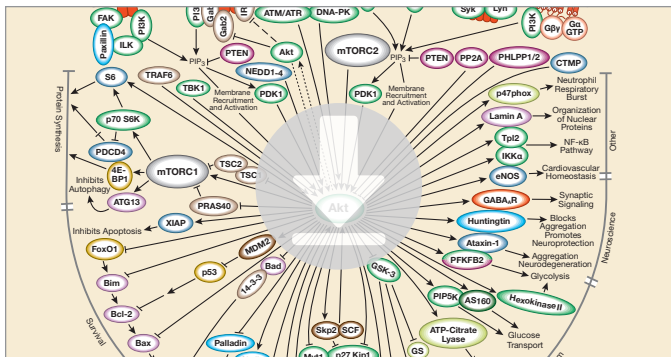 FAK
PI3K
Paxillin
ILK
PI3K
Gab2
PIP3
PTEN
ATM/ATR
DNA-PK
Akt
NEDD1-4
PDK1
Membrane
Recruitment
and Activation
TRAF6
TBK1
mTORC2
PIP3
PDK1
Membrane
Recruitment
and Activation
PTEN
PP2A
PHLPP1/2
CTMP
Syk
Lyn
PI3K
Gβγ
Gα
GTP
Protein Synthesis
S6
p70 S6K
PDCD4
4E-
BP1
mTORC1
TSC2
Inhibits
Autophagy
ATG13
PRAS40
XIAP
Inhibits Apoptosis
Akt
p47phox
Neutrophil
Respiratory
Burst
Lamin A
Organization
of Nuclear
Proteins
Tpl2
IKKα
NF-κB
Pathway
eNOS
Cardiovascular
Homeostasis
Other
GABAAR
Synaptic
Signaling
Huntingtin
Blocks
Aggregation
Promotes
Neuroprotection
Ataxin-1
Aggregation
Neurodegeneration
PFKFB2
Glycolysis
Neuroscience
FoxO1
Bim
Bcl-2
Bax
Survival
p53
MDM2
Bad
14-3-3
Palladin
Skp2
SCF
Myt1
p27 Kip1
GSK-3
PIP5K
AS160
Hexokinase II
ATP-Citrate
Lyase
GS
Glucose
Transport